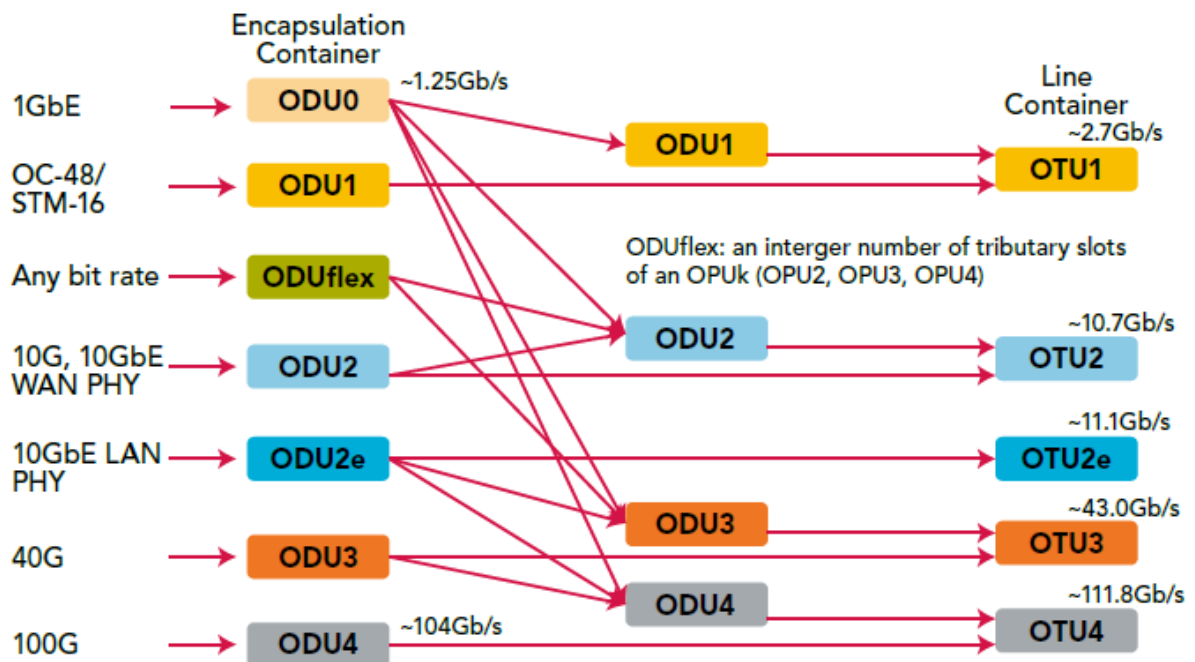 Encapsulation
Container
Line
Container
1GbE
ODU0
~1.25Gb/s
ODU1
~2.7Gb/s
OTU1
OC-48/
STM-16
ODU1
ODUflex: an interger number of tributary slots
of an OPUk (OPU2, OPU3, OPU4)
Any bit rate
ODUflex
ODU2
~10.7Gb/s
OTU2
10G, 10GbE
WAN PHY
ODU2
10GbE LAN
PHY
ODU2e
~11.1Gb/s
OTU2e
ODU3
~43.0Gb/s
OTU3
40G
ODU3
ODU4
~111.8Gb/s
OTU4
100G
ODU4
~104Gb/s